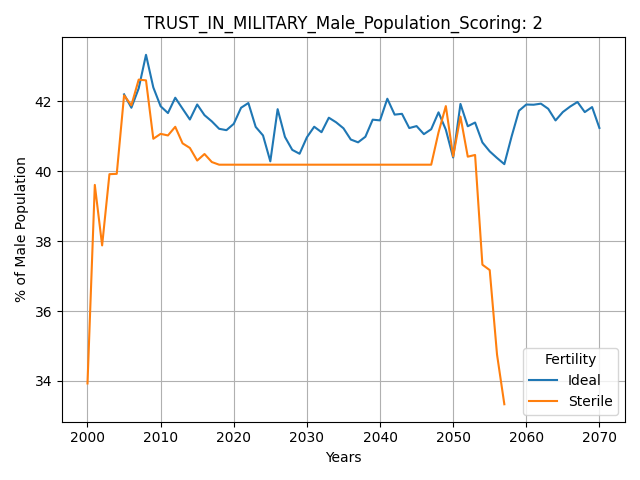 TRUST_IN_MILITARY_Male_Population_Scoring: 2
% of Male Population
42
40
38
36
34
2000 2010 2020 2030 2040 2050 2060 2070
Years
Fertility
Ideal
Sterile